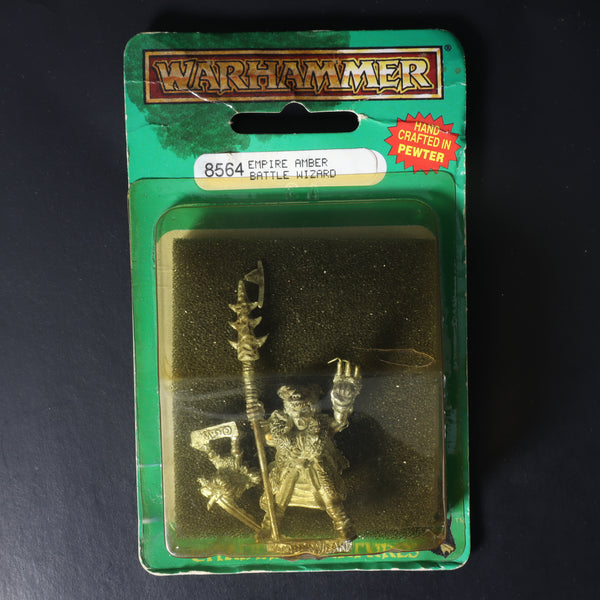 WARHAMMER®
HAND CRAFTED IN PEWTER
8564 EMPIRE AMBER
BATTLE WIZARD